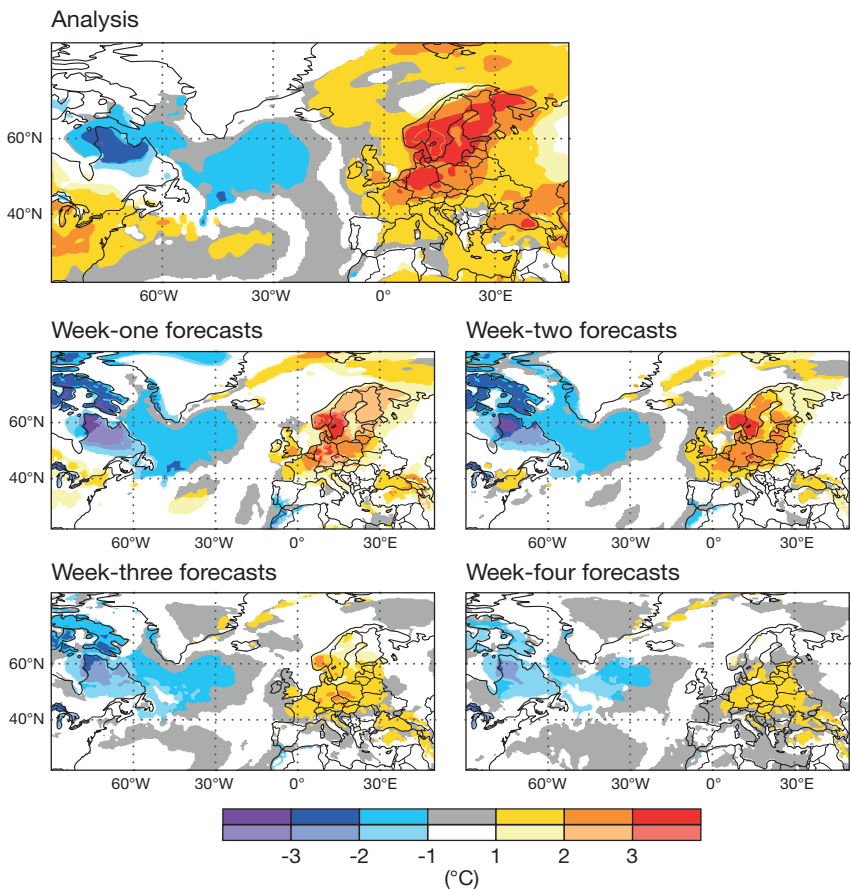 Analysis
60°N
40°N
60°W 30°W 0° 30°E
Week-one forecasts Week-two forecasts
60°N
40°N
60°W 30°W 0° 30°E 60°W 30°W 0° 30°E
Week-three forecasts Week-four forecasts
60°N
40°N
60°W 30°W 0° 30°E 60°W 30°W 0° 30°E
-3 -2 -1 1 2 3
(°C)